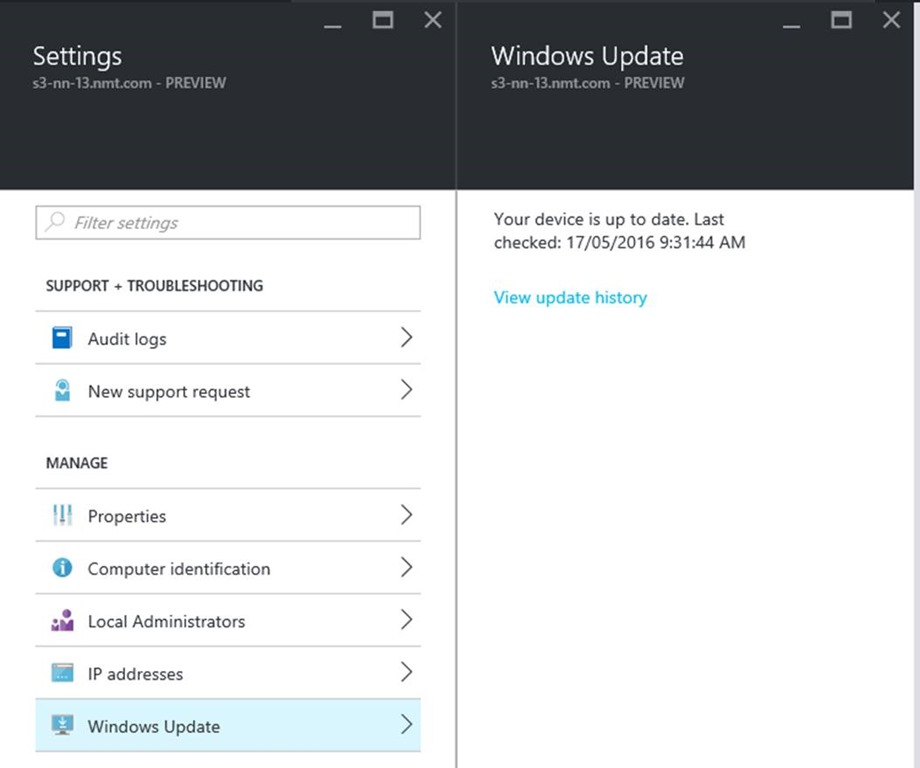 Settings
s3-nn-13.nmt.com - PREVIEW
Filter settings
SUPPORT + TROUBLESHOOTING
Audit logs
New support request
MANAGE
Properties
Computer identification
Local Administrators
IP addresses
Windows Update
Windows Update
s3-nn-13.nmt.com - PREVIEW
Your device is up to date. Last
checked: 17/05/2016 9:31:44 AM
View update history